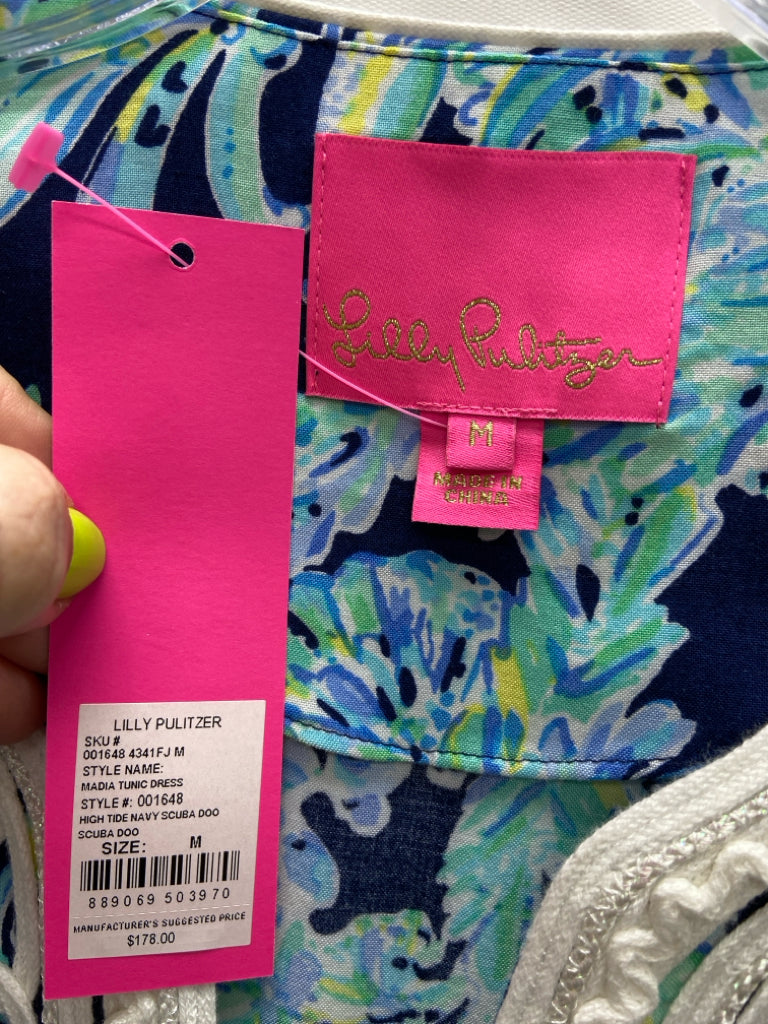 Lilly Pulitzer
M
MADE IN
CHINA
LILLY PULITZER
SKU #
001648 4341FJ M
STYLE NAME:
MADIA TUNIC DRESS
STYLE #: 001648
HIGH TIDE NAVY SCUBA DOO
SCUBA DOO
SIZE: M
889069 503970
MANUFACTURER'S SUGGESTED PRICE
$178.00